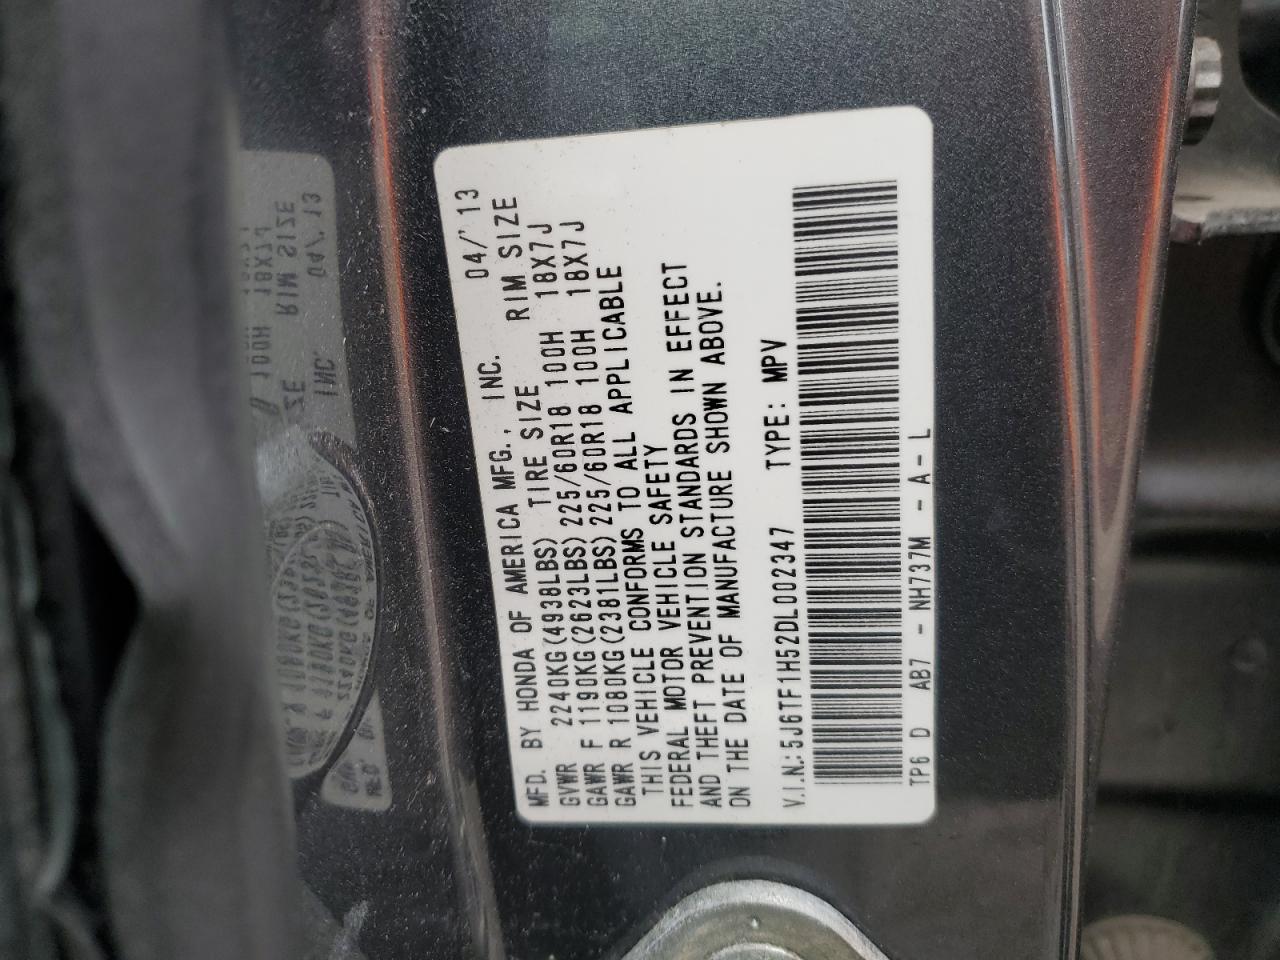 MFD. BY HONDA OF AMERICA MFG., INC. 04/'13
GVWR 2240KG(4938LBS) TIRE SIZE RIM SIZE
GAWR F 1190KG(2623LBS) 225/60R18 100H 18X7J
GAWR R 1080KG(2381LBS) 225/60R18 100H 18X7J
THIS VEHICLE CONFORMS TO ALL APPLICABLE
FEDERAL MOTOR VEHICLE SAFETY
AND THEFT PREVENTION STANDARDS IN EFFECT
ON THE DATE OF MANUFACTURE SHOWN ABOVE.
V.I.N.:5J6TF1H52DL002347 TYPE: MPV
TP6 D AB7 - NH737M - A - L